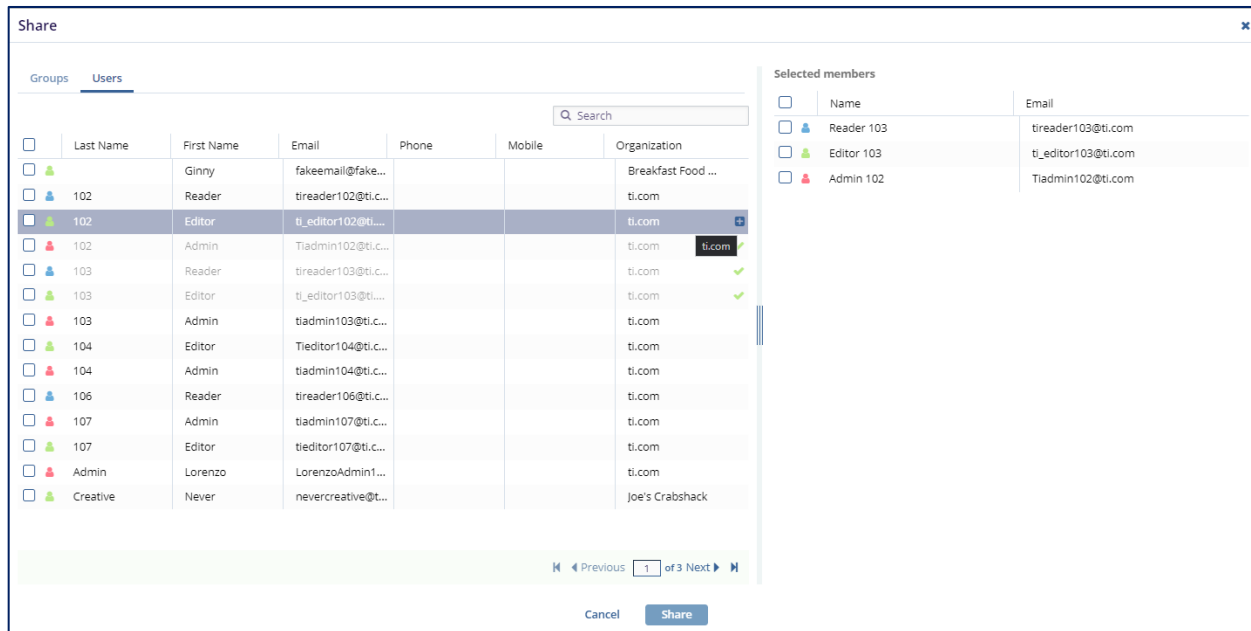 Share
Groups Users
Search
Last Name First Name Email Phone Mobile Organization
Ginny fakeemail@fake... Breakfast Food ...
102 Reader tireader102@ti.c... ti.com
102 Editor ti_editor102@ti.... ti.com
102 Admin Tiadmin102@ti.c... ti.com ti.com
103 Reader tireader103@ti.c... ti.com
103 Editor ti_editor103@ti.... ti.com
103 Admin tiadmin103@ti.c... ti.com
104 Editor Tieditor104@ti.c... ti.com
104 Admin tiadmin104@ti.c... ti.com
106 Reader tireader106@ti.c... ti.com
107 Admin tiadmin107@ti.c... ti.com
107 Editor tieditor107@ti.c... ti.com
Admin Lorenzo LorenzoAdmin1... ti.com
Creative Never nevercreative@t... Joe's Crabshack
Previous 1 of 3 Next
Selected members
Name Email
Reader 103 tireader103@ti.com
Editor 103 ti_editor103@ti.com
Admin 102 Tiadmin102@ti.com
Cancel Share